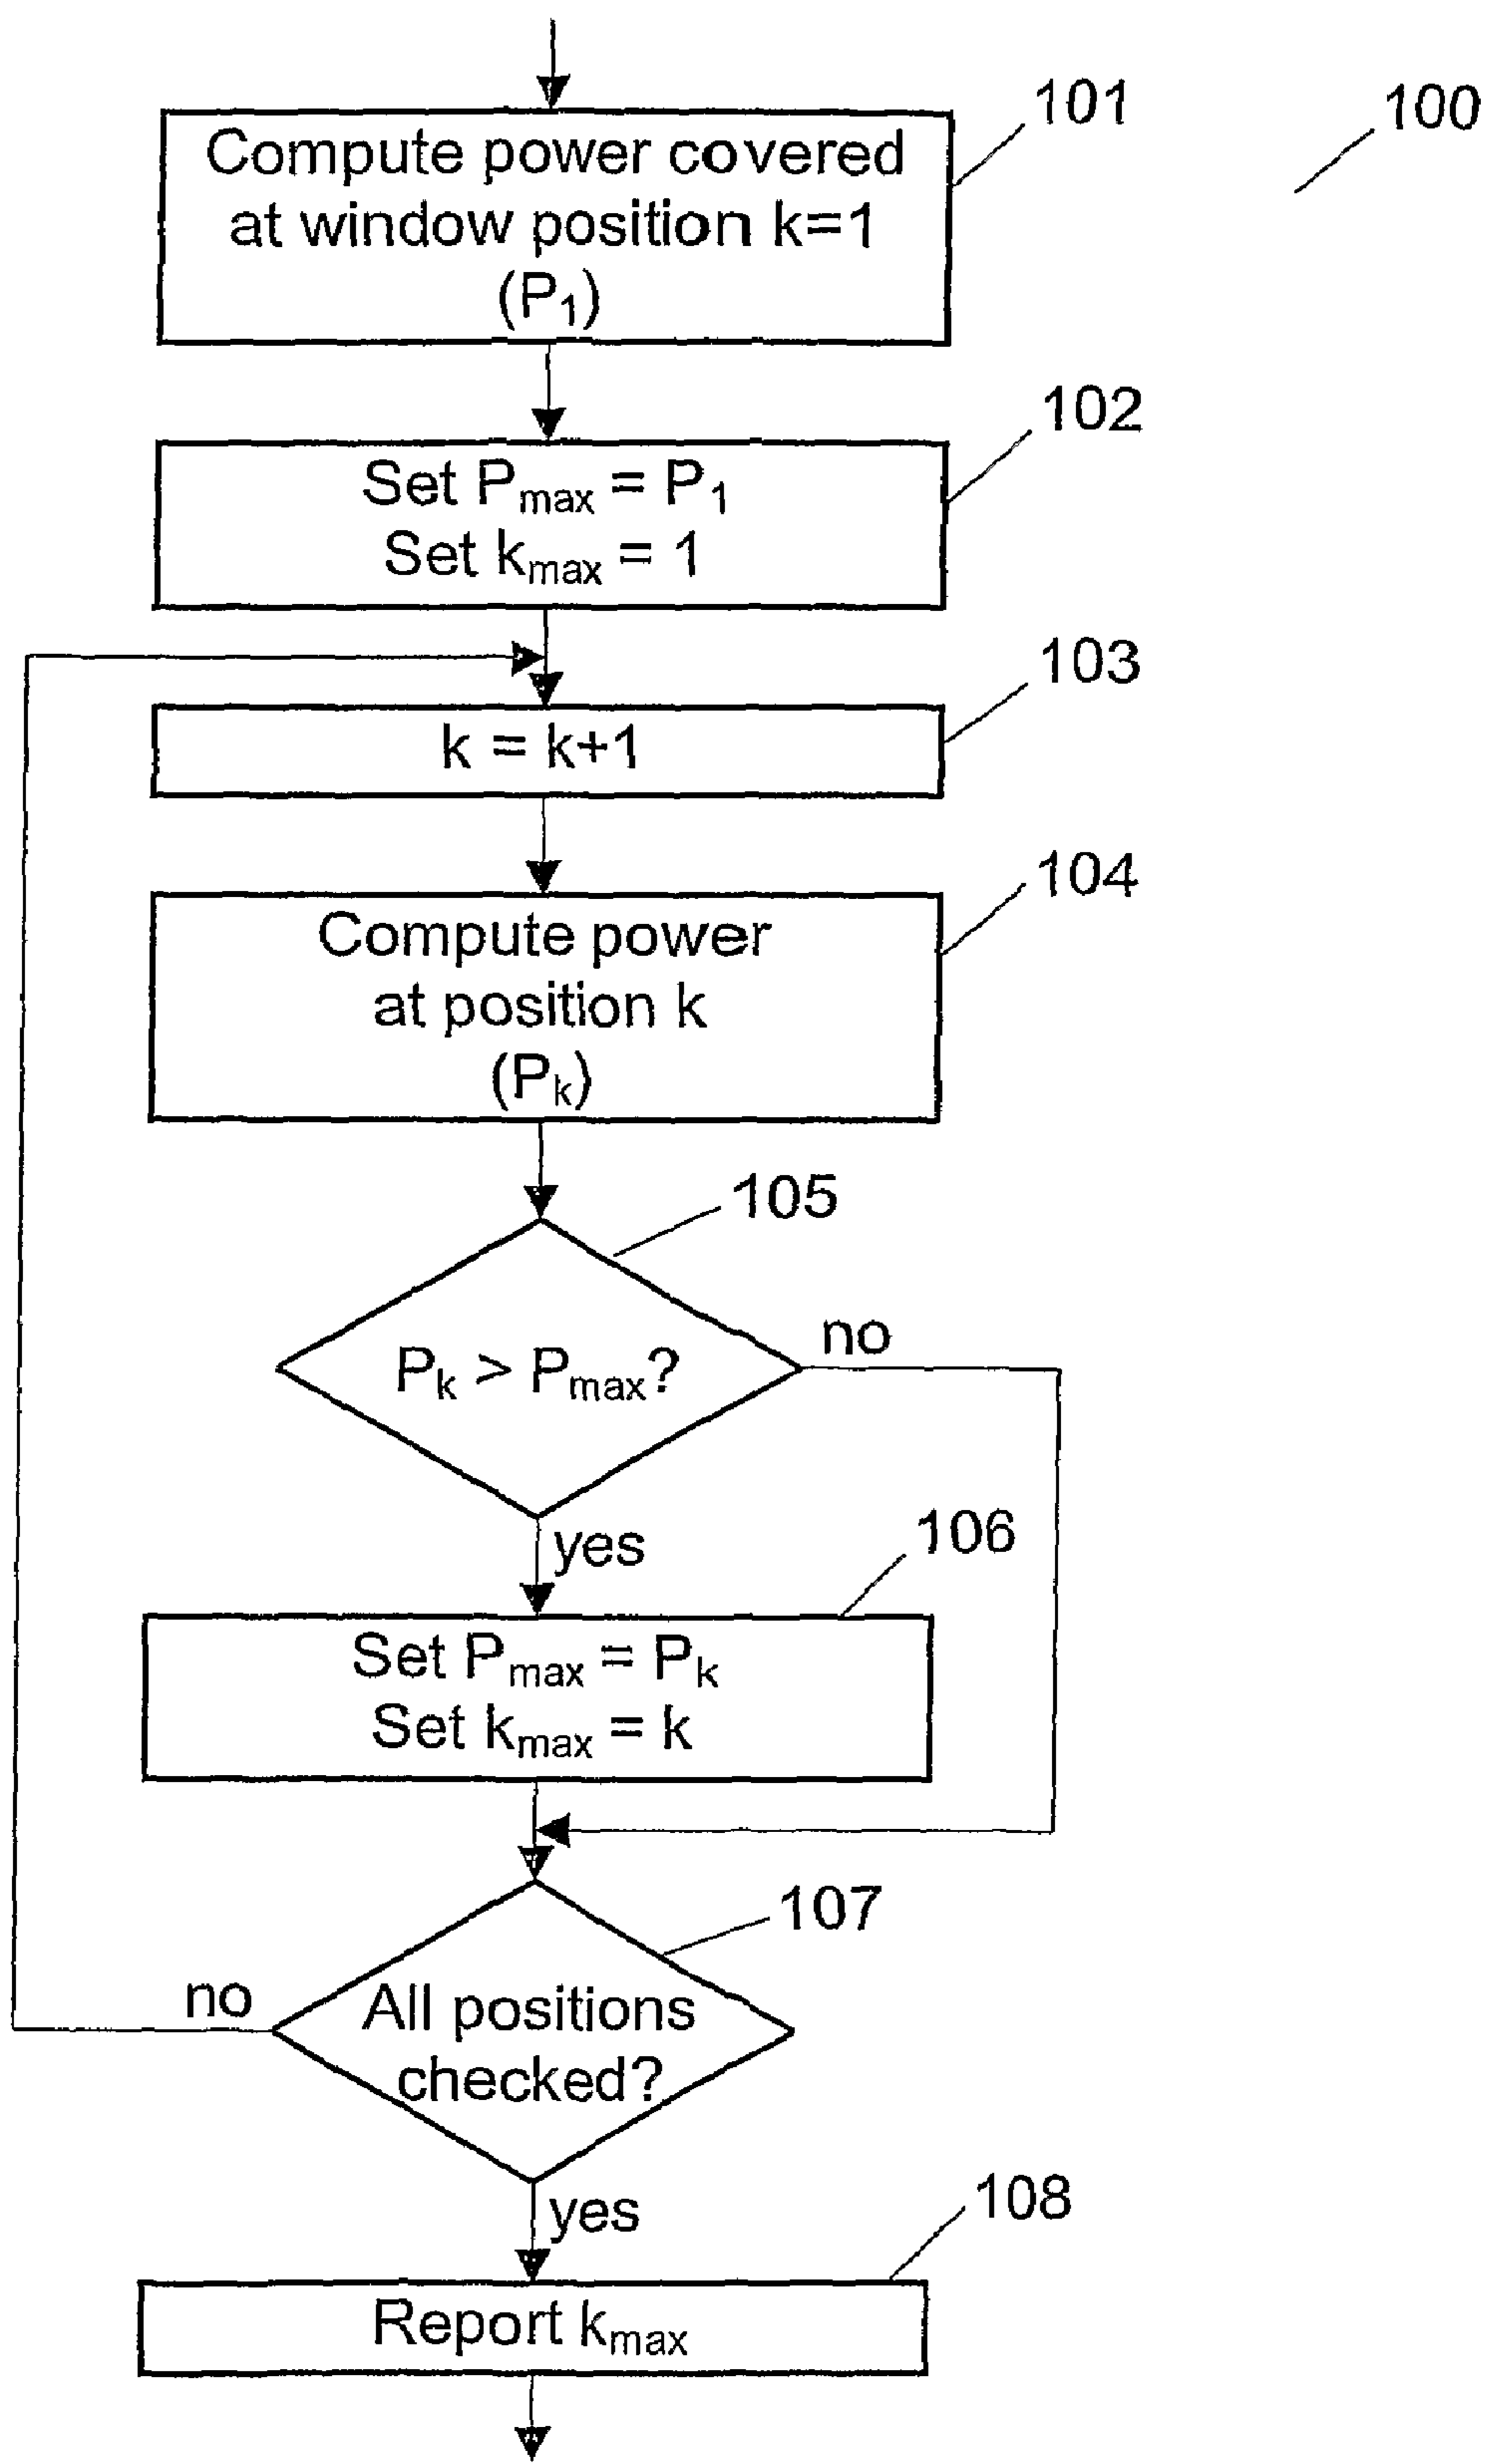 101
100
Compute power covered
at window position k=1
(P₁)
102
Set Pₘₐₓ = P₁
Set kₘₐₓ = 1
103
k = k+1
104
Compute power
at position k
(Pₖ)
105
Pₖ > Pₘₐₓ?
no
yes
106
Set Pₘₐₓ = Pₖ
Set kₘₐₓ = k
107
no
All positions
checked?
yes
108
Report kₘₐₓ